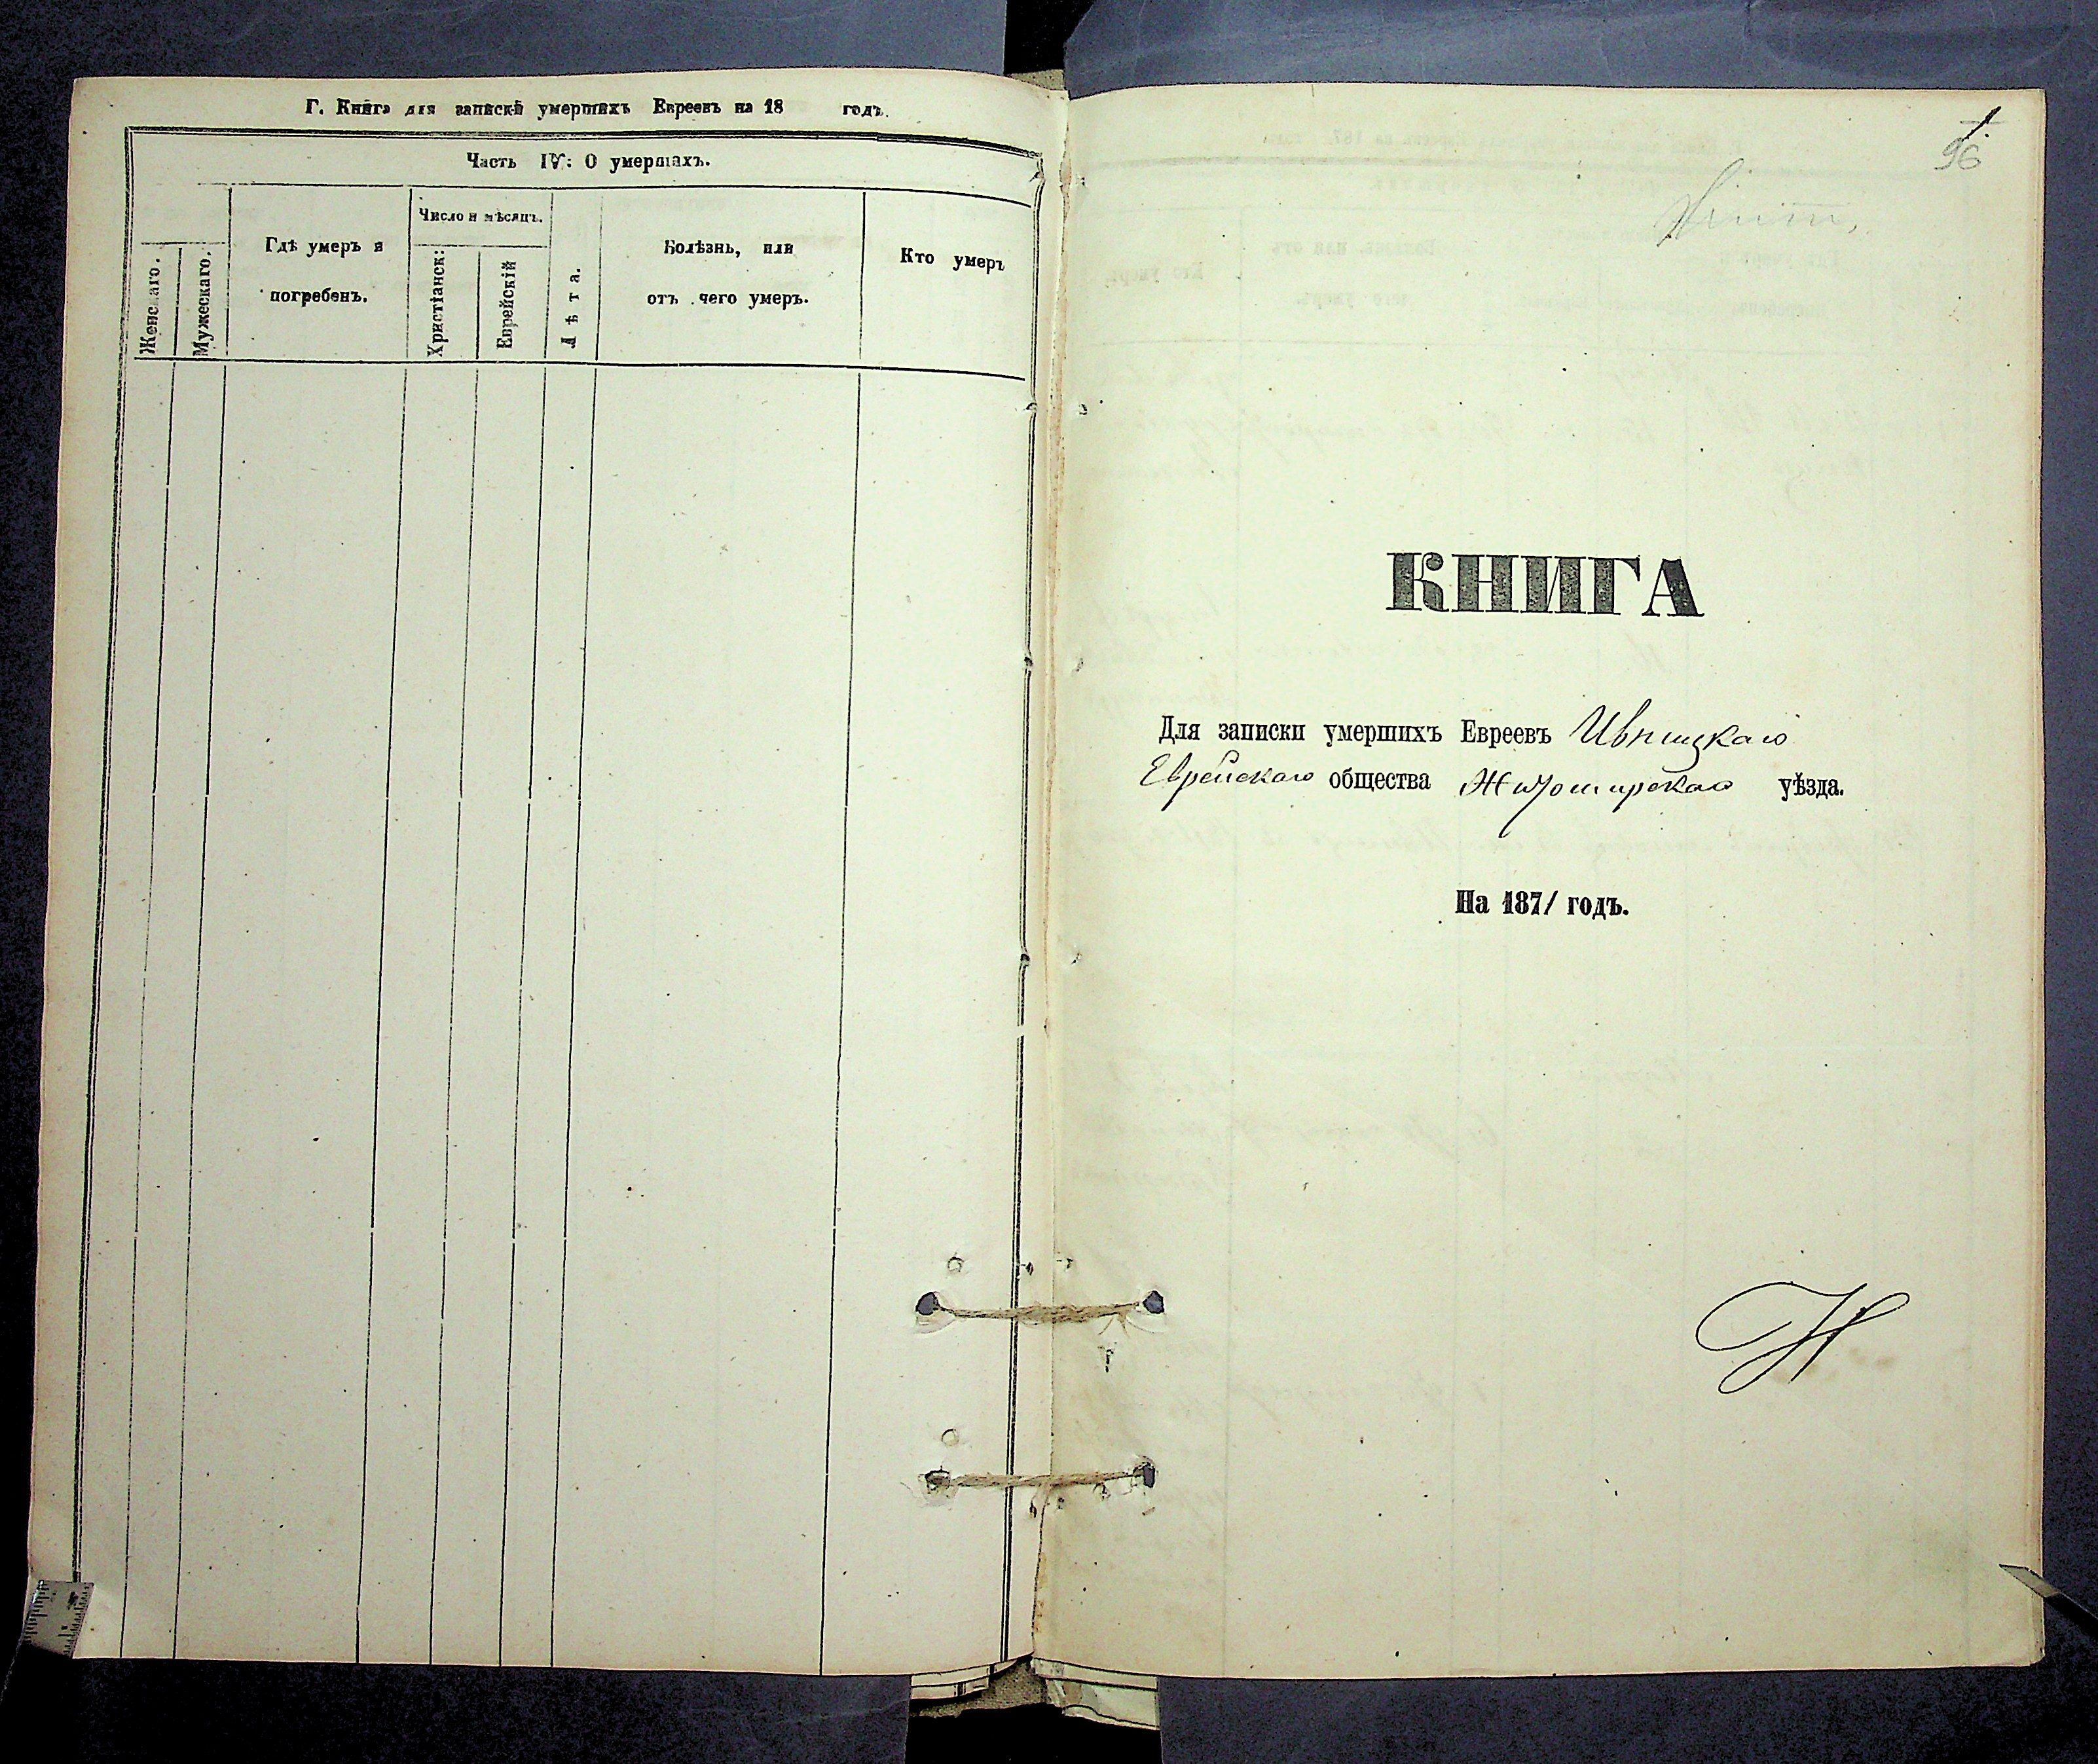 Г. Книга для записки умершихъ Евреевъ на 18 годъ.
Часть IV: О умершахъ.
Женскаго.
Мужескаго.
Гдѣ умеръ и
погребенъ.
Число и мѣсяцъ.
Христіанск:
Еврейскій
Лѣта.
Болѣзнь, или
отъ чего умеръ.
Кто умеръ
1
96
КНИГА
Для записки умершихъ Евреевъ Ивницкаго
Еврейскаго общества Житомирскаго уѣзда.
На 1871 годъ.